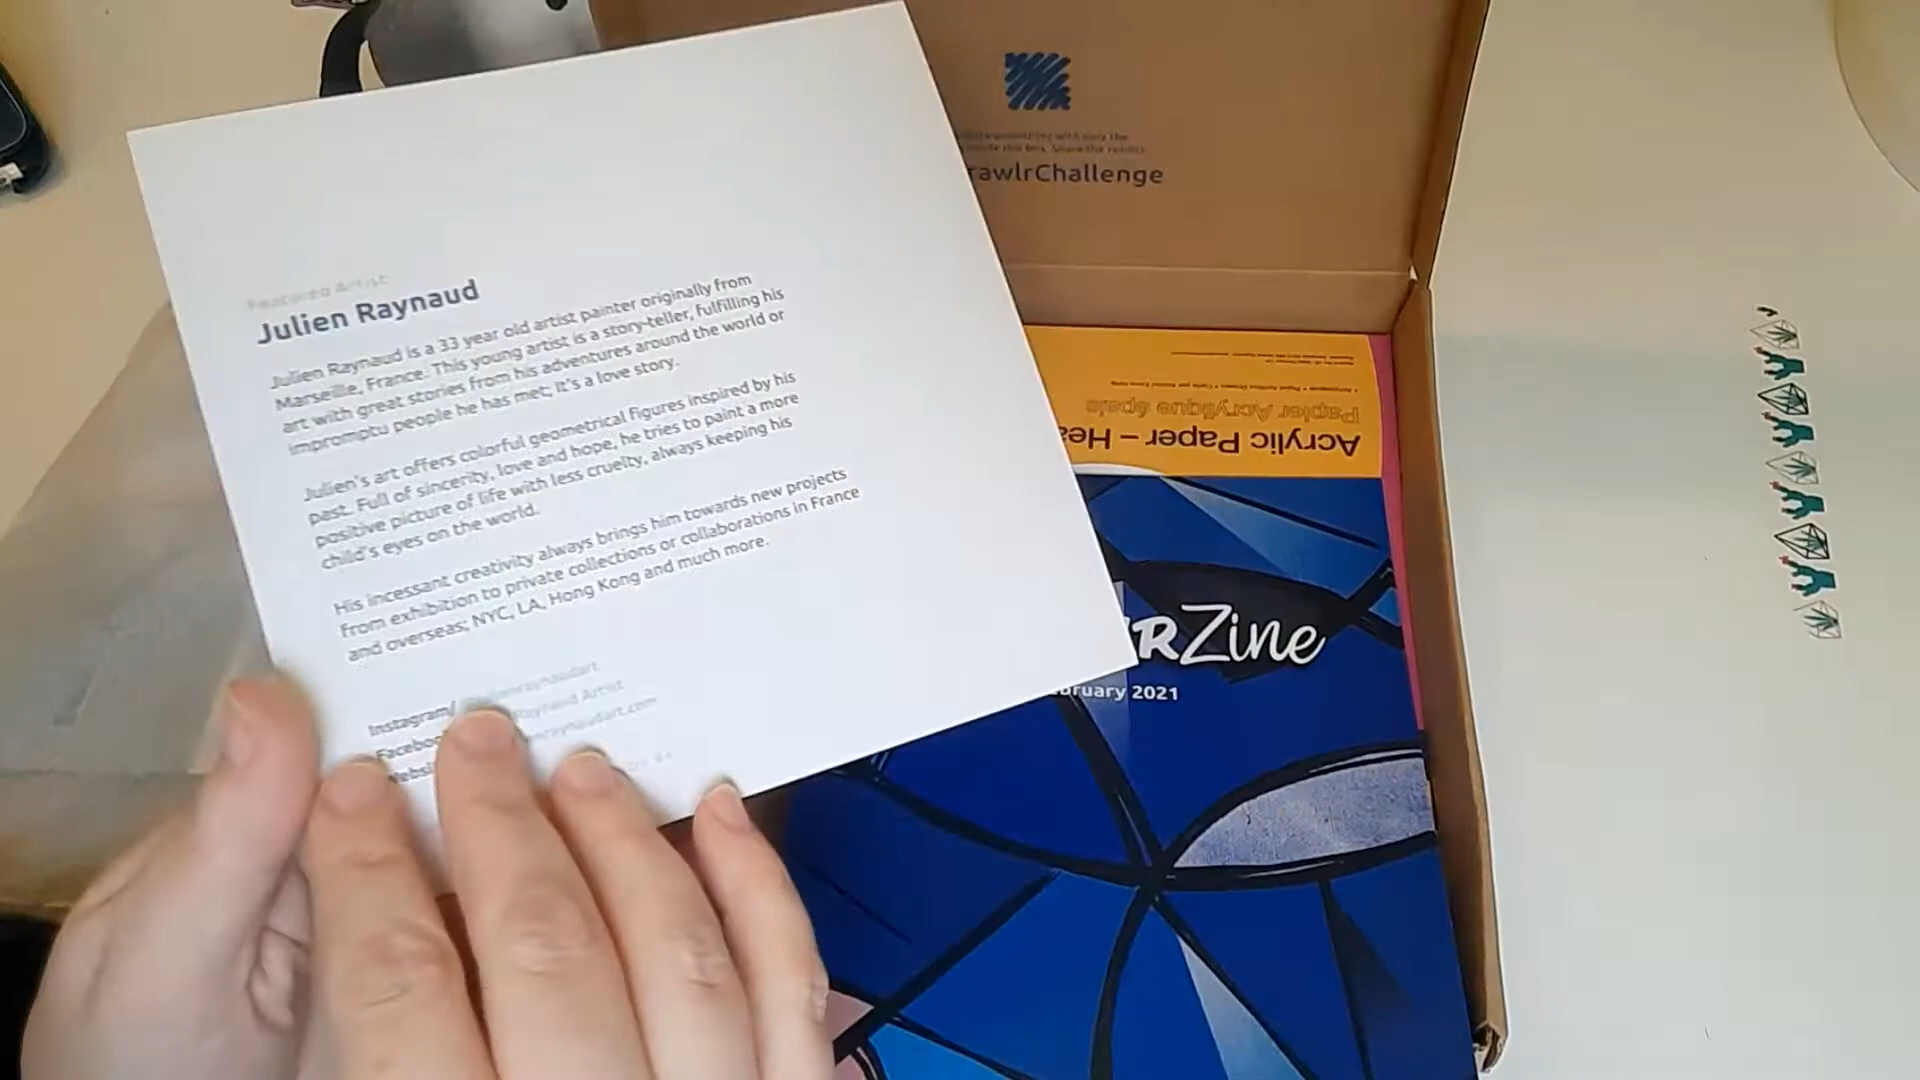 Featured Artist
Julien Raynaud
Julien Raynaud is a 33 year old artist painter originally from
Marseille, France. This young artist is a story-teller, fulfilling his
art with great stories from his adventures around the world or
impromptu people he has met; it's a love story.
Julien's art offers colorful geometrical figures inspired by his
past. Full of sincerity, love and hope, he tries to paint a more
positive picture of life with less cruelty, always keeping his
child's eyes on the world.
His incessant creativity always brings him towards new projects
from exhibition to private collections or collaborations in France
and overseas; NYC, LA, Hong Kong and much more.
Instagram/
Raynaud Artist
rawlrChallenge
Papier Acrylique épais
Acrylic Paper – Hea
RZine
bruary 2021